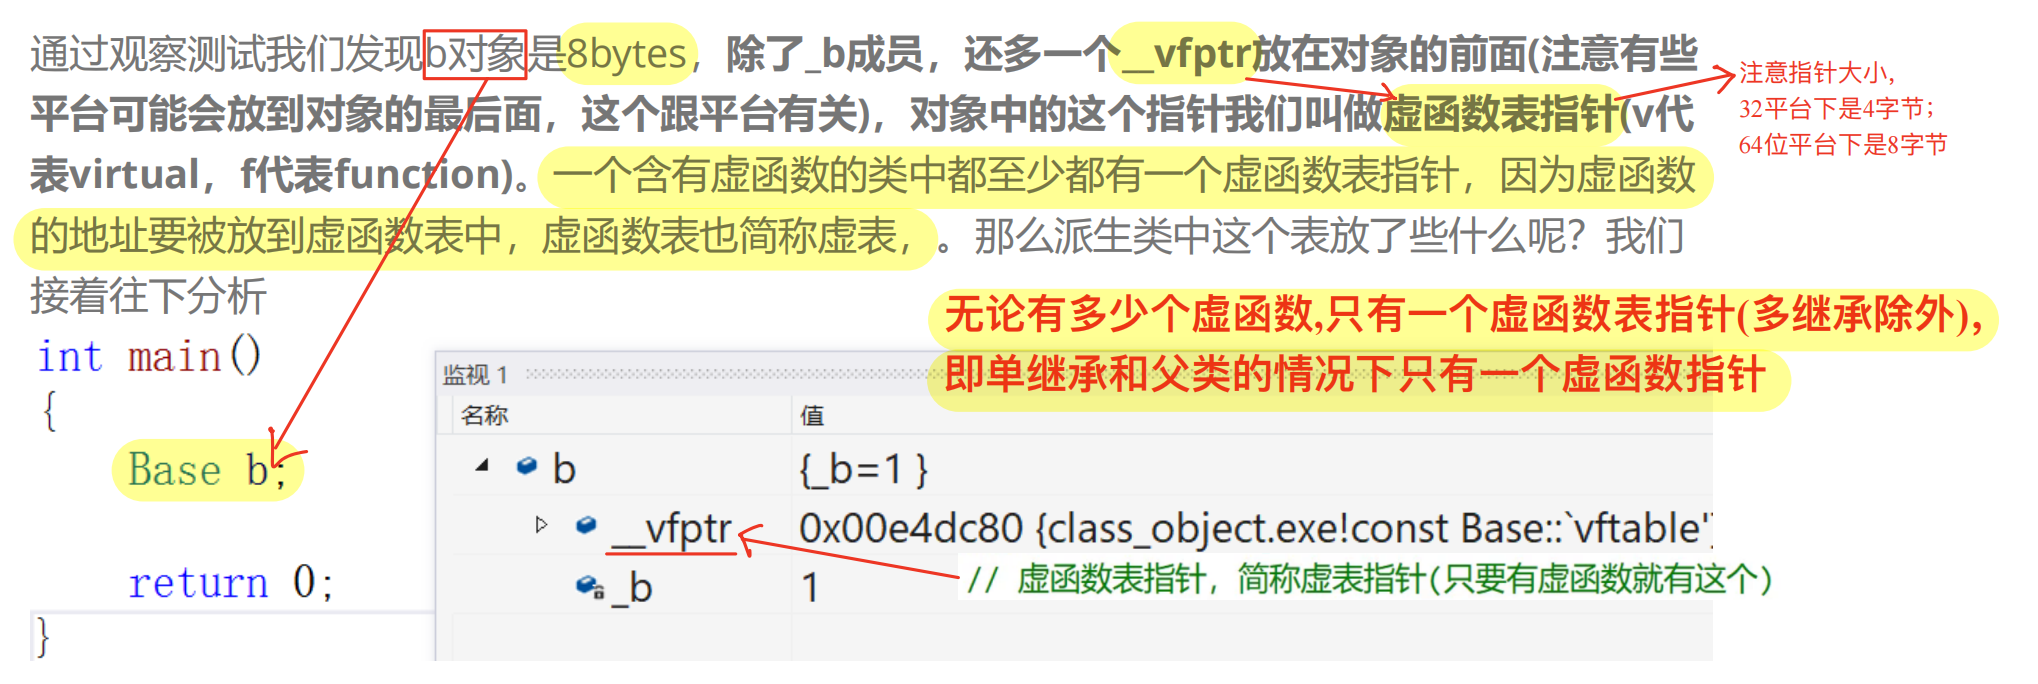 通过观察测试我们发现b对象是8bytes，除了_b成员，还多一个__vfptr放在对象的前面(注意有些
平台可能会放到对象的最后面，这个跟平台有关)，对象中的这个指针我们叫做虚函数表指针(v代
表virtual，f代表function)。一个含有虚函数的类中都至少都有一个虚函数表指针，因为虚函数
的地址要被放到虚函数表中，虚函数表也简称虚表，。那么派生类中这个表放了些什么呢？我们
接着往下分析
注意指针大小，
32平台下是4字节；
64位平台下是8字节
无论有多少个虚函数,只有一个虚函数表指针(多继承除外)，
即单继承和父类的情况下只有一个虚函数指针
int main()
{
Base b;
return 0;
}
监视 1
名称 值
b {_b=1 }
__vfptr 0x00e4dc80 {class_object.exe!const Base::`vftable'}
// 虚函数表指针，简称虚表指针(只要有虚函数就有这个)
_b 1